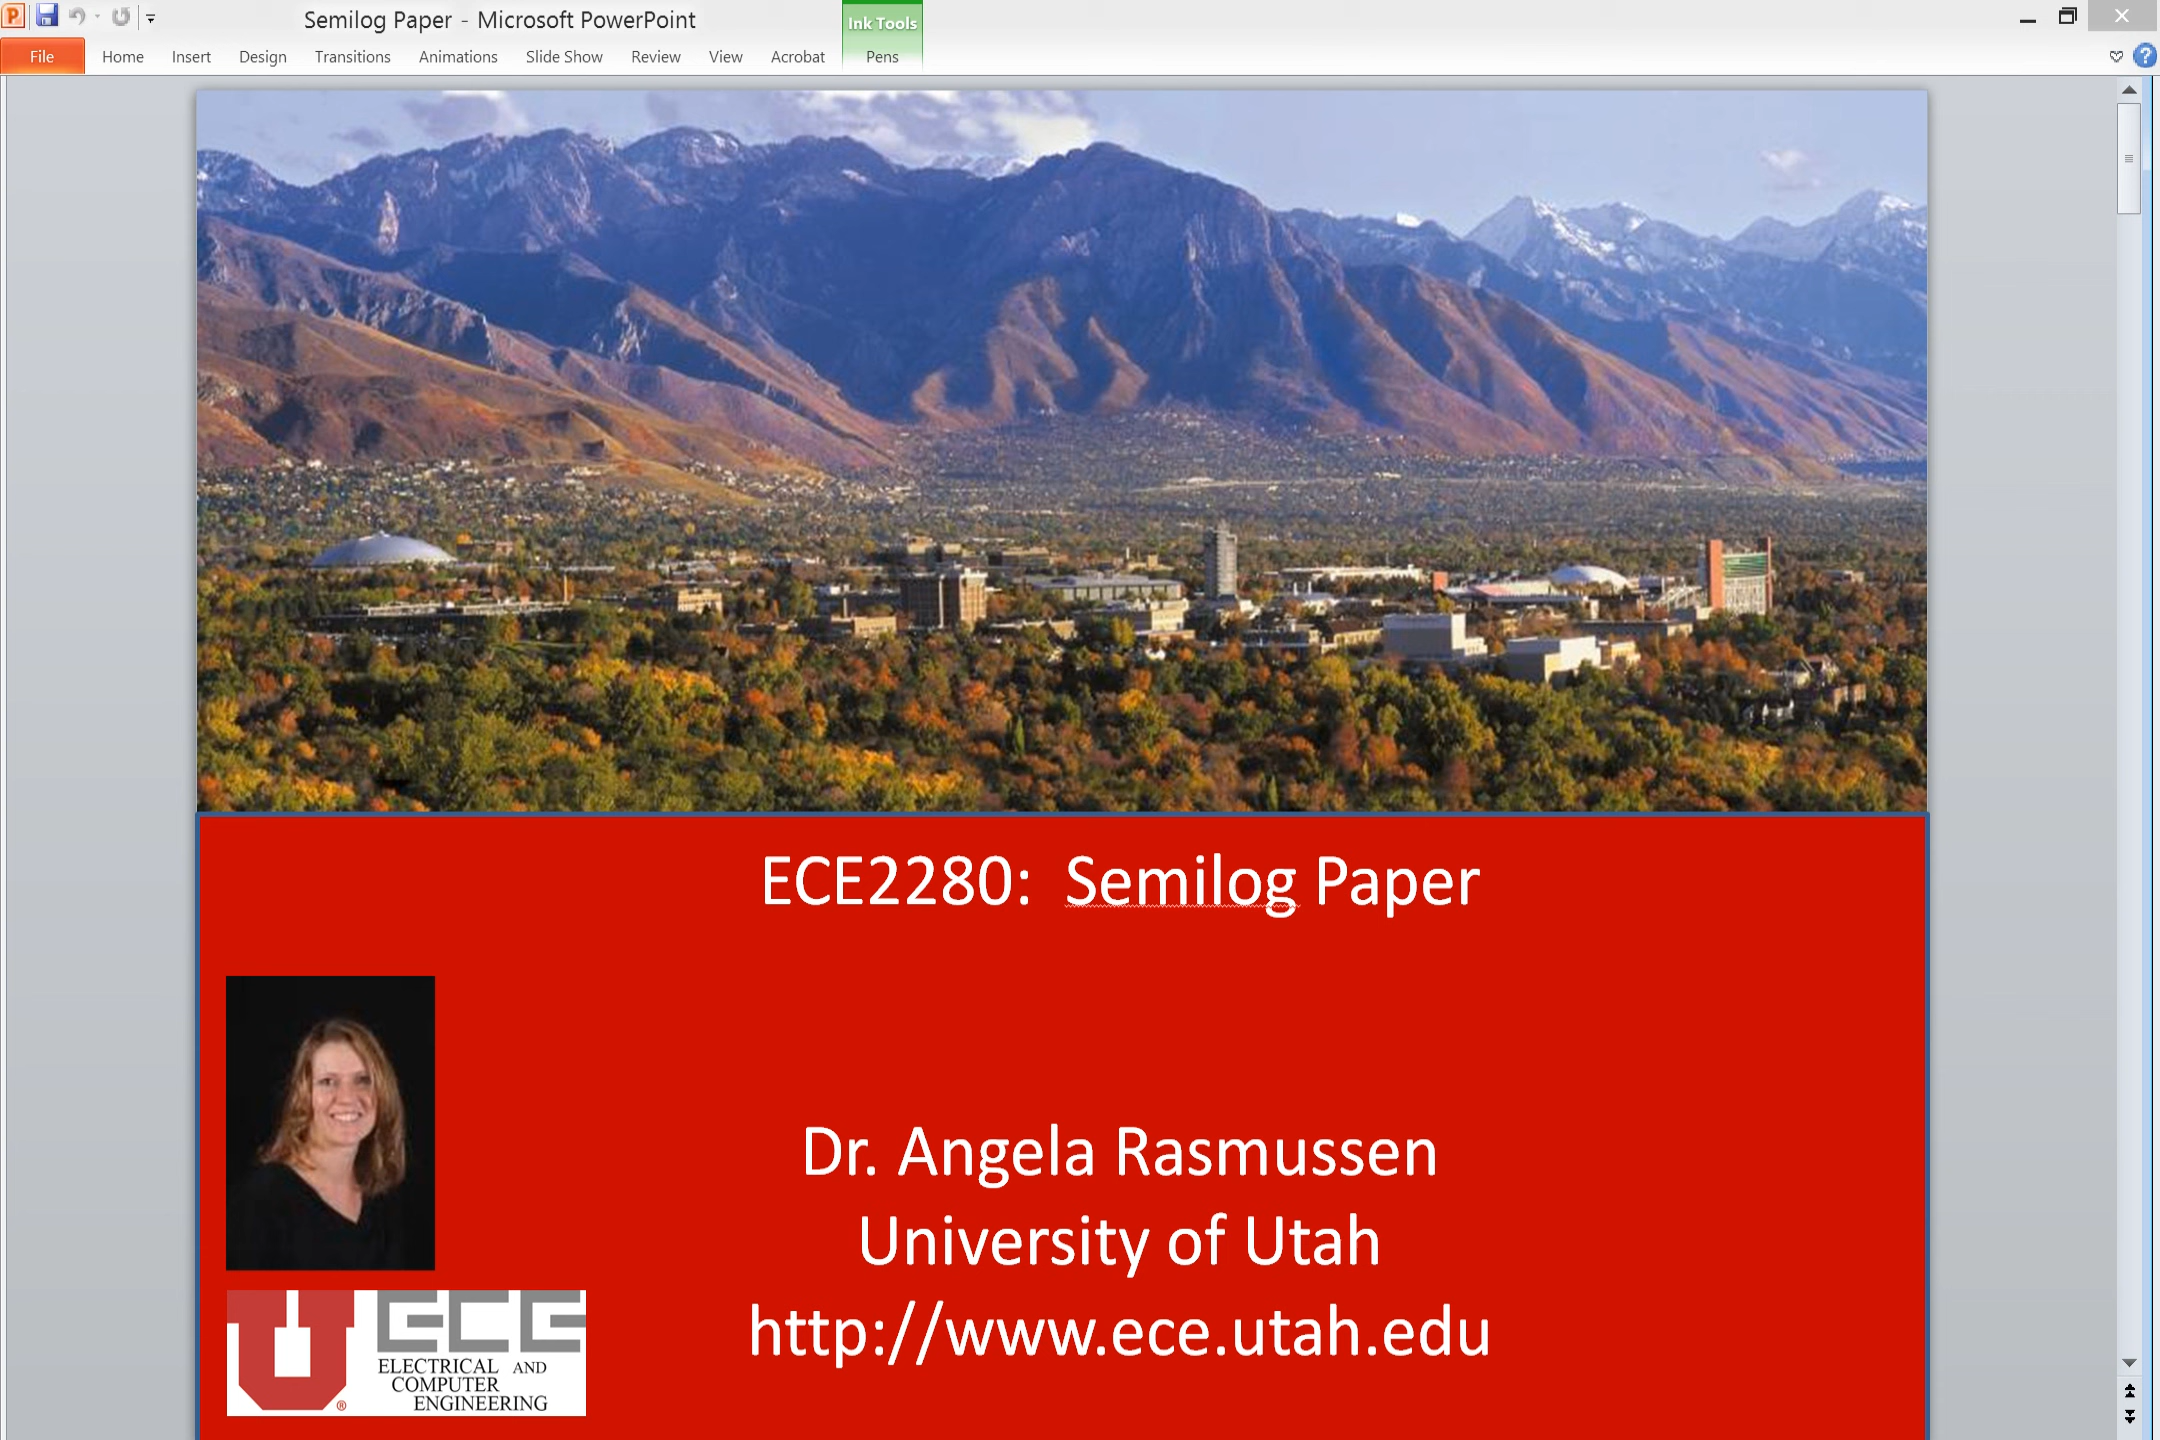 Semilog Paper - Microsoft PowerPoint
Ink Tools
File Home Insert Design Transitions Animations Slide Show Review View Acrobat Pens
ECE2280: Semilog Paper
Dr. Angela Rasmussen
University of Utah
http://www.ece.utah.edu
U ECE
ELECTRICAL AND
COMPUTER
ENGINEERING
®